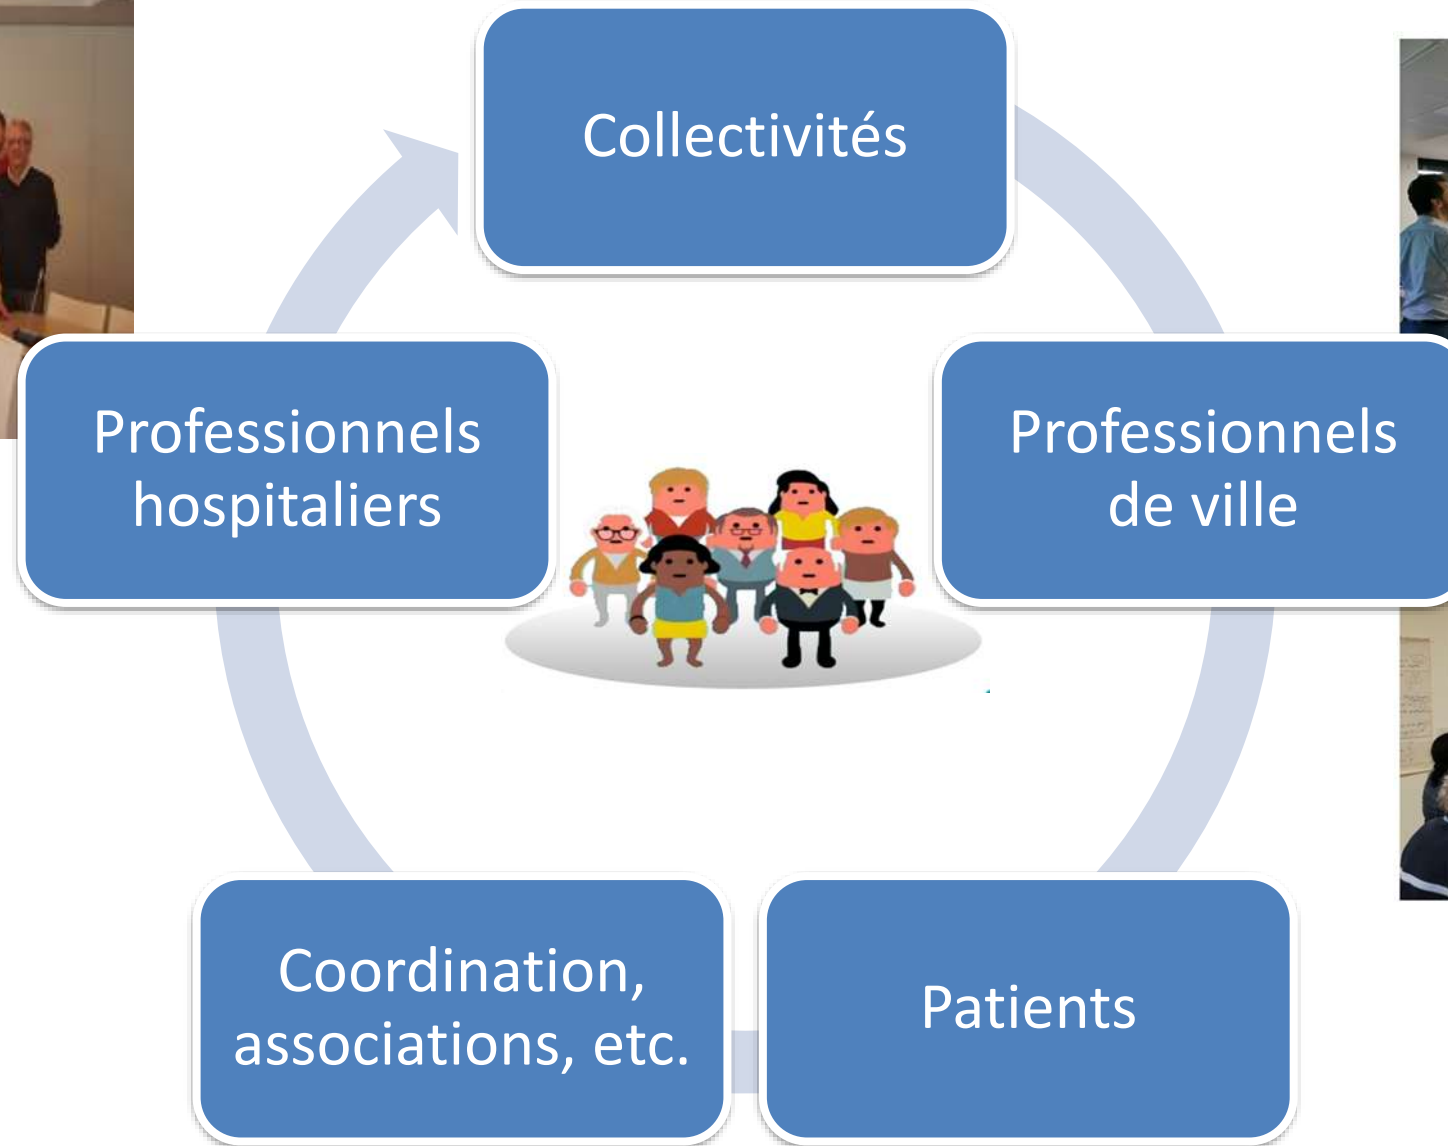 Collectivités
Professionnels
hospitaliers
Professionnels
de ville
Coordination,
associations, etc.
Patients